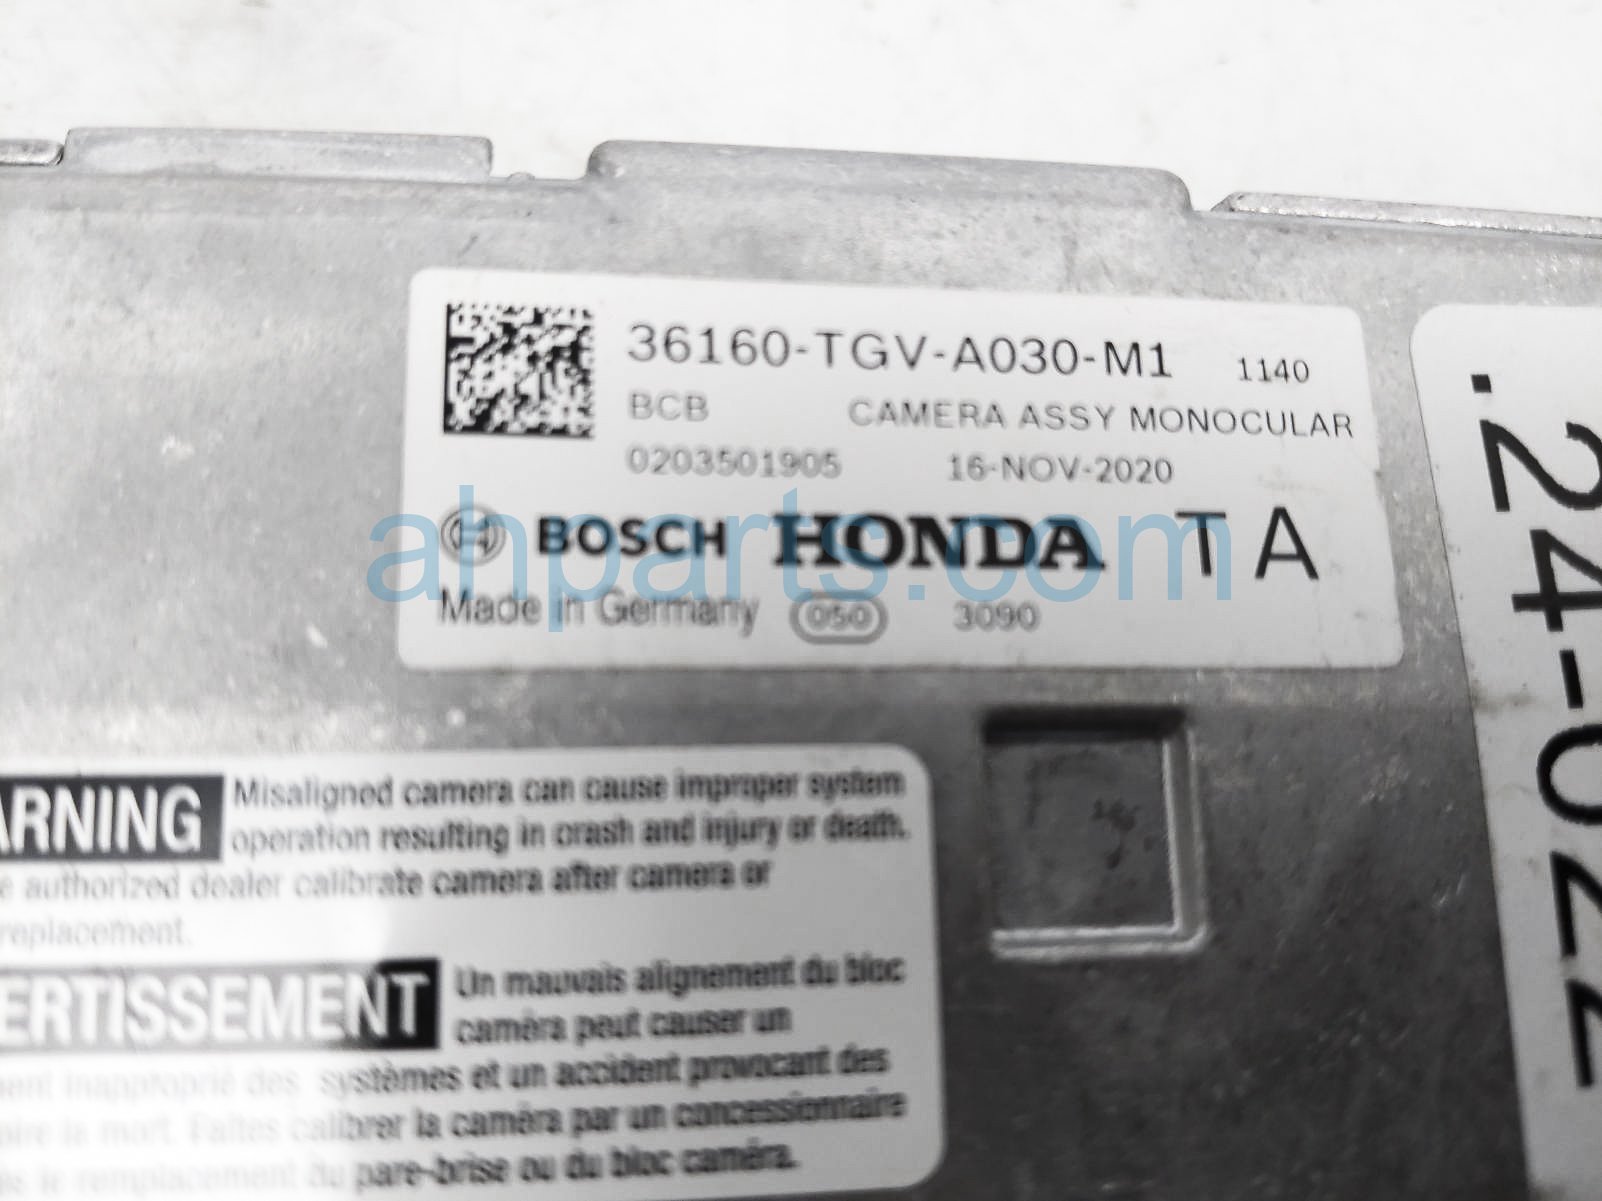 36160-TGV-A030-M1 1140
BCB CAMERA ASSY MONOCULAR
0203501905 16-NOV-2020
BOSCH HONDA TA
ahparts.com
Made in Germany 050 3090
.24-022
ARNING Misaligned camera can cause improper system
operation resulting in crash and injury or death.
e authorized dealer calibrate camera after camera or
replacement.
ERTISSEMENT Un mauvais alignement du bloc
caméra peut causer un
ment inapproprié des systèmes et un accident provocant des
la mort. Faites calibrer la caméra par un concessionnaire
le remplacement du pare-brise ou du bloc caméra.